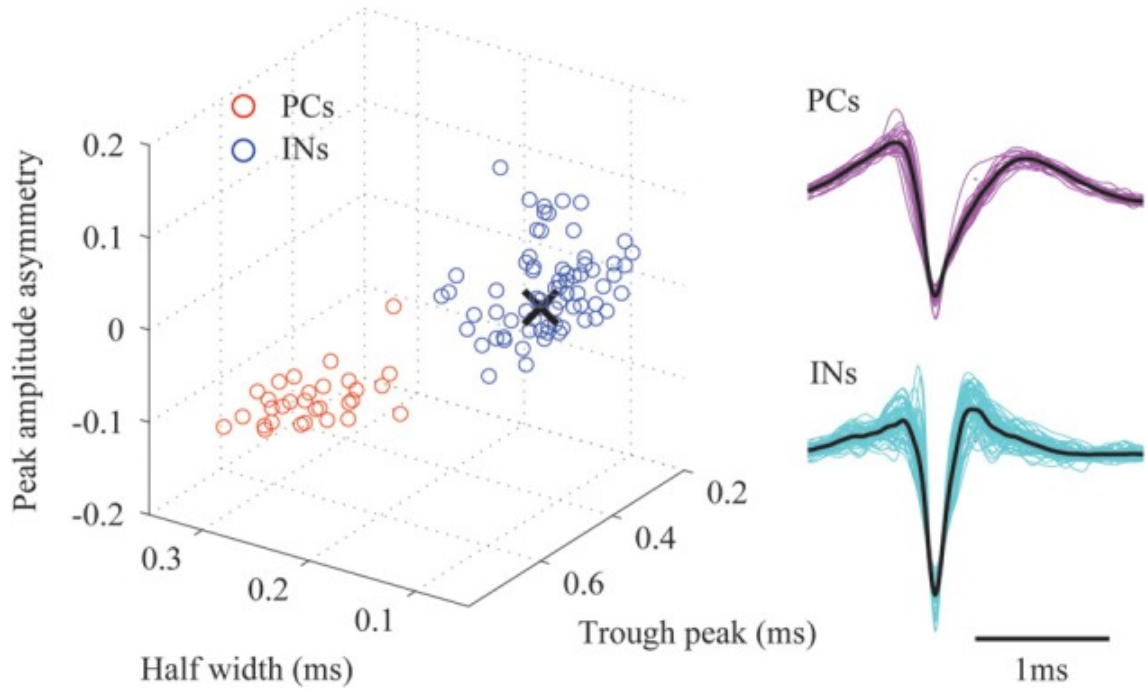 PCs
INs
Peak amplitude asymmetry
0.2
0.1
0
-0.1
-0.2
0.3
0.2
0.1
Half width (ms)
0.2
0.4
0.6
Trough peak (ms)
PCs
INs
1ms